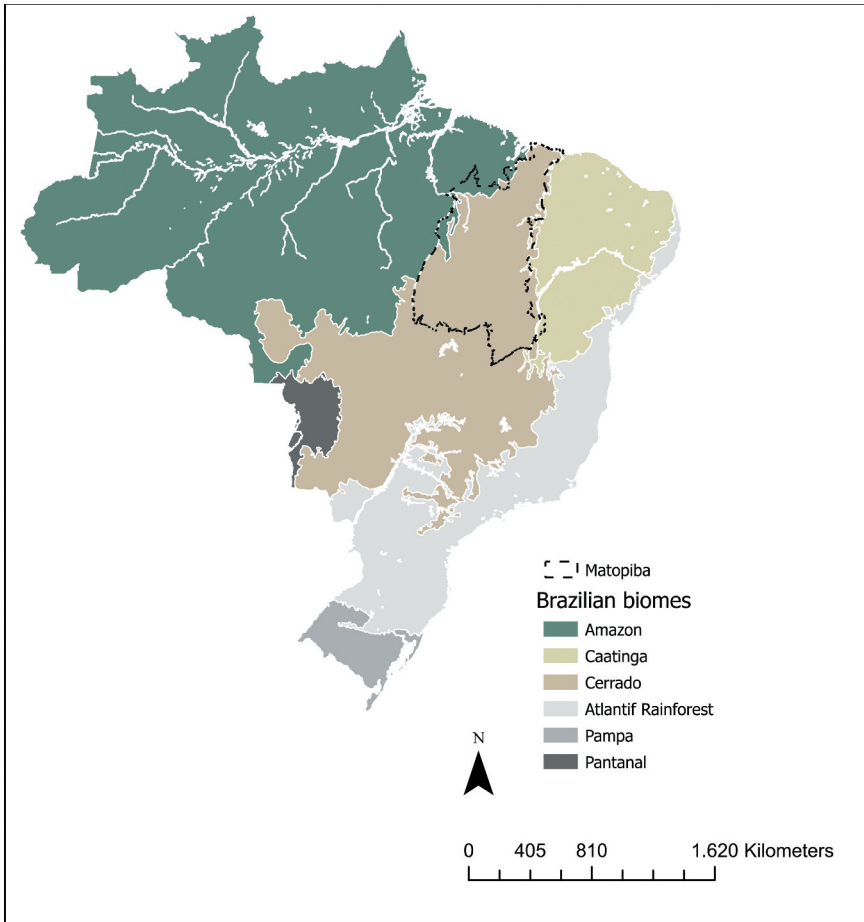 Matopiba
Brazilian biomes
Amazon
Caatinga
Cerrado
Atlantif Rainforest
Pampa
Pantanal
N
0 405 810 1.620 Kilometers